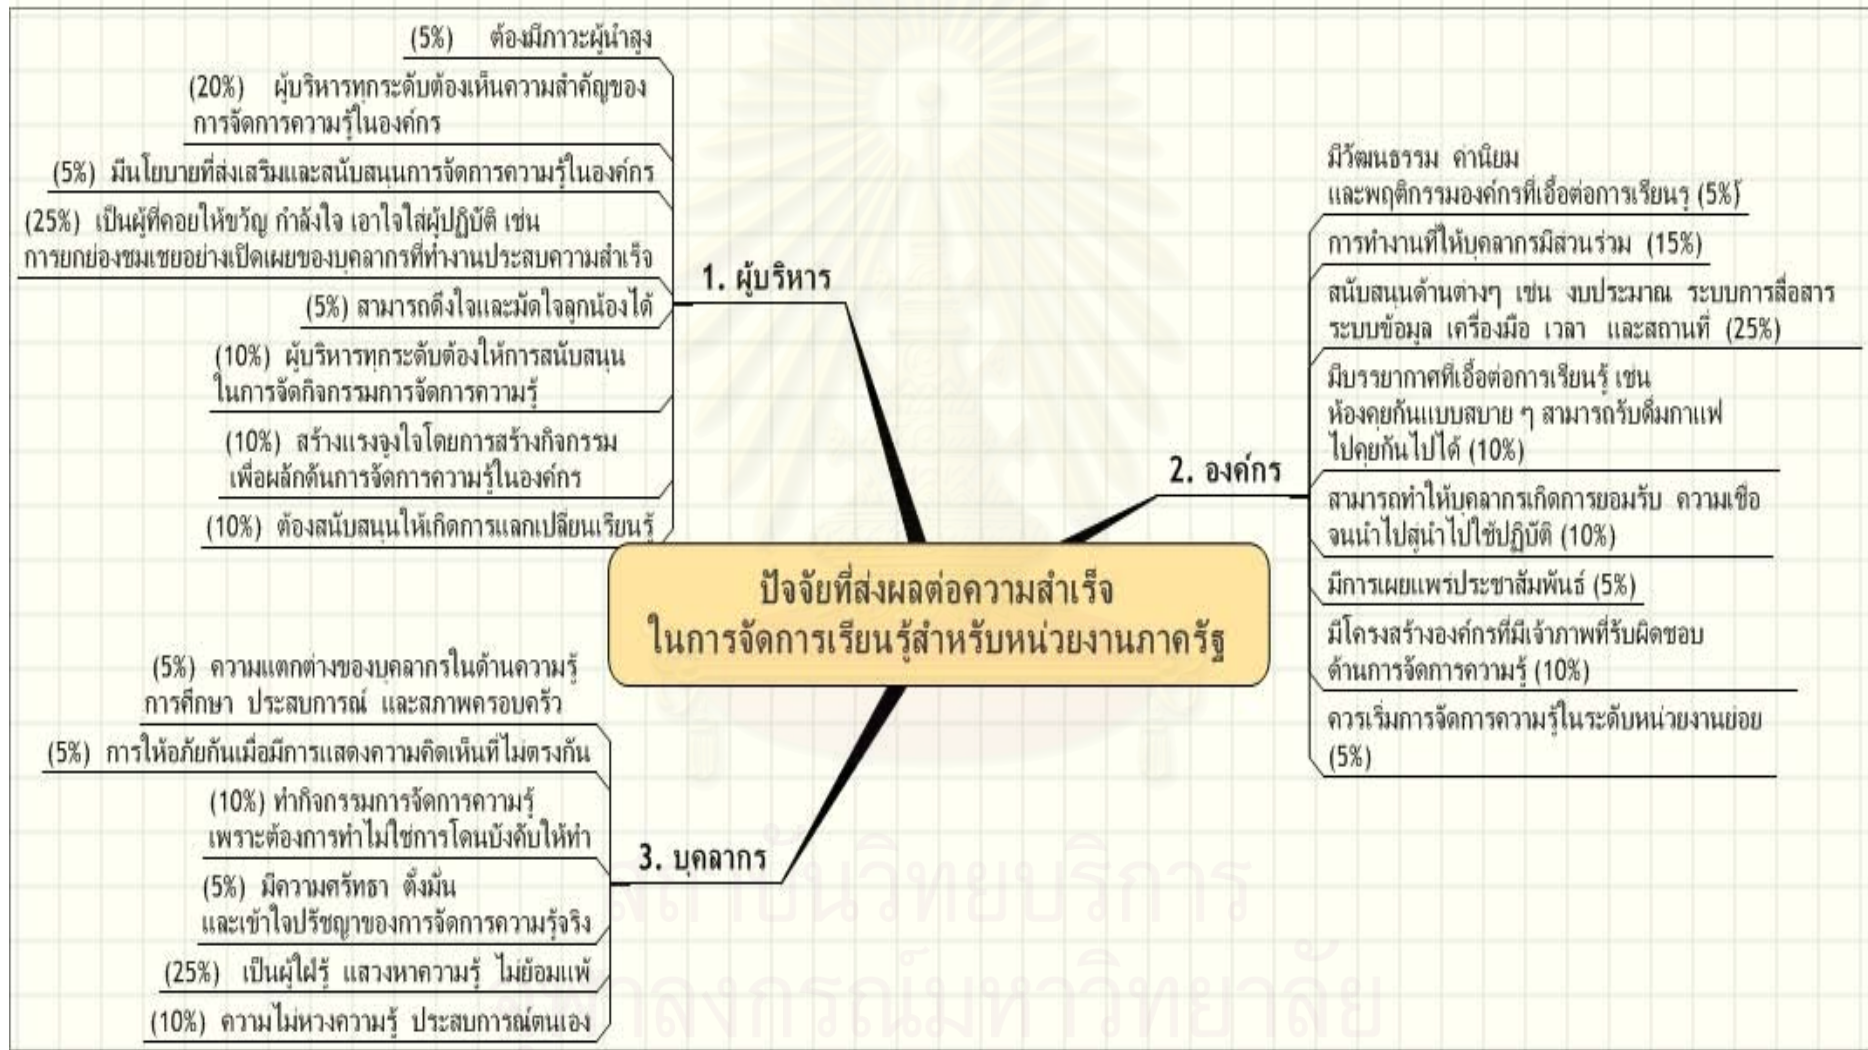 (5%) ต้องมีภาวะผู้นำสูง
(20%) ผู้บริหารทุกระดับต้องเห็นความสำคัญของ
การจัดการความรู้ในองค์กร
(5%) มีนโยบายที่ส่งเสริมและสนับสนุนการจัดการความรู้ในองค์กร
(25%) เป็นผู้ที่คอยให้ขวัญ กำลังใจ เอาใจใส่ผู้ปฏิบัติ เช่น
การยกย่องชมเชยอย่างเปิดเผยของบุคลากรที่ทำงานประสบความสำเร็จ
(5%) สามารถดึงใจและมัดใจลูกน้องได้
(10%) ผู้บริหารทุกระดับต้องให้การสนับสนุน
ในการจัดกิจกรรมการจัดการความรู้
(10%) สร้างแรงจูงใจโดยการสร้างกิจกรรม
เพื่อผลักดันการจัดการความรู้ในองค์กร
(10%) ต้องสนับสนุนให้เกิดการแลกเปลี่ยนเรียนรู้
1. ผู้บริหาร
มีวัฒนธรรม ค่านิยม
และพฤติกรรมองค์กรที่เอื้อต่อการเรียนรู้ (5%)
การทำงานที่ให้บุคลากรมีส่วนร่วม (15%)
สนับสนุนด้านต่างๆ เช่น งบประมาณ ระบบการสื่อสาร
ระบบข้อมูล เครื่องมือ เวลา และสถานที่ (25%)
มีบรรยากาศที่เอื้อต่อการเรียนรู้ เช่น
ห้องคุยกันแบบสบาย ๆ สามารถรับดื่มกาแฟ
ไปคุยกันไปได้ (10%)
2. องค์กร
สามารถทำให้บุคลากรเกิดการยอมรับ ความเชื่อ
จนนำไปสู่นำไปใช้ปฏิบัติ (10%)
มีการเผยแพร่ประชาสัมพันธ์ (5%)
มีโครงสร้างองค์กรที่มีเจ้าภาพที่รับผิดชอบ
ด้านการจัดการความรู้ (10%)
ควรเริ่มการจัดการความรู้ในระดับหน่วยงานย่อย
(5%)
ปัจจัยที่ส่งผลต่อความสำเร็จ
ในการจัดการเรียนรู้สำหรับหน่วยงานภาครัฐ
(5%) ความแตกต่างของบุคลากรในด้านความรู้
การศึกษา ประสบการณ์ และสภาพครอบครัว
(5%) การให้อภัยกันเมื่อมีการแสดงความคิดเห็นที่ไม่ตรงกัน
(10%) ทำกิจกรรมการจัดการความรู้
เพราะต้องการทำไม่ใช่การโดนบังคับให้ทำ
3. บุคลากร
(5%) มีความศรัทธา ตั้งมั่น
และเข้าใจปรัชญาของการจัดการความรู้จริง
(25%) เป็นผู้ใฝ่รู้ แสวงหาความรู้ ไม่ย้อมแพ้
(10%) ความไม่หวงความรู้ ประสบการณ์ตนเอง
สถาบันวิทยบริการ
จุฬาลงกรณ์มหาวิทยาลัย